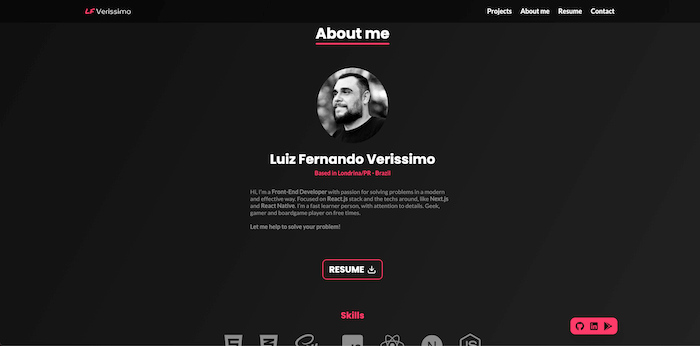 LF Verissimo
Projects About me Resume Contact
About me
Luiz Fernando Verissimo
Based in Londrina/PR - Brazil
Hi, I'm a Front-End Developer with passion for solving problems in a modern
and effective way. Focused on React.js stack and the techs around, like Next.js
and React Native. I'm a fast learner person, with attention to details. Geek,
gamer and boardgame player on free times.
Let me help to solve your problem!
RESUME
Skills